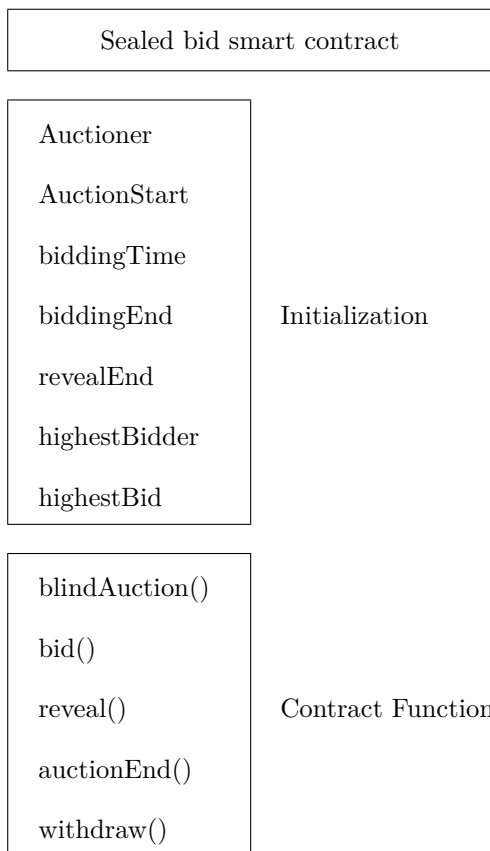 Sealed bid smart contract
Auctioner
AuctionStart
biddingTime
biddingEnd
Initialization
revealEnd
highestBidder
highestBid
blindAuction()
bid()
reveal()
Contract Function
auctionEnd()
withdraw()